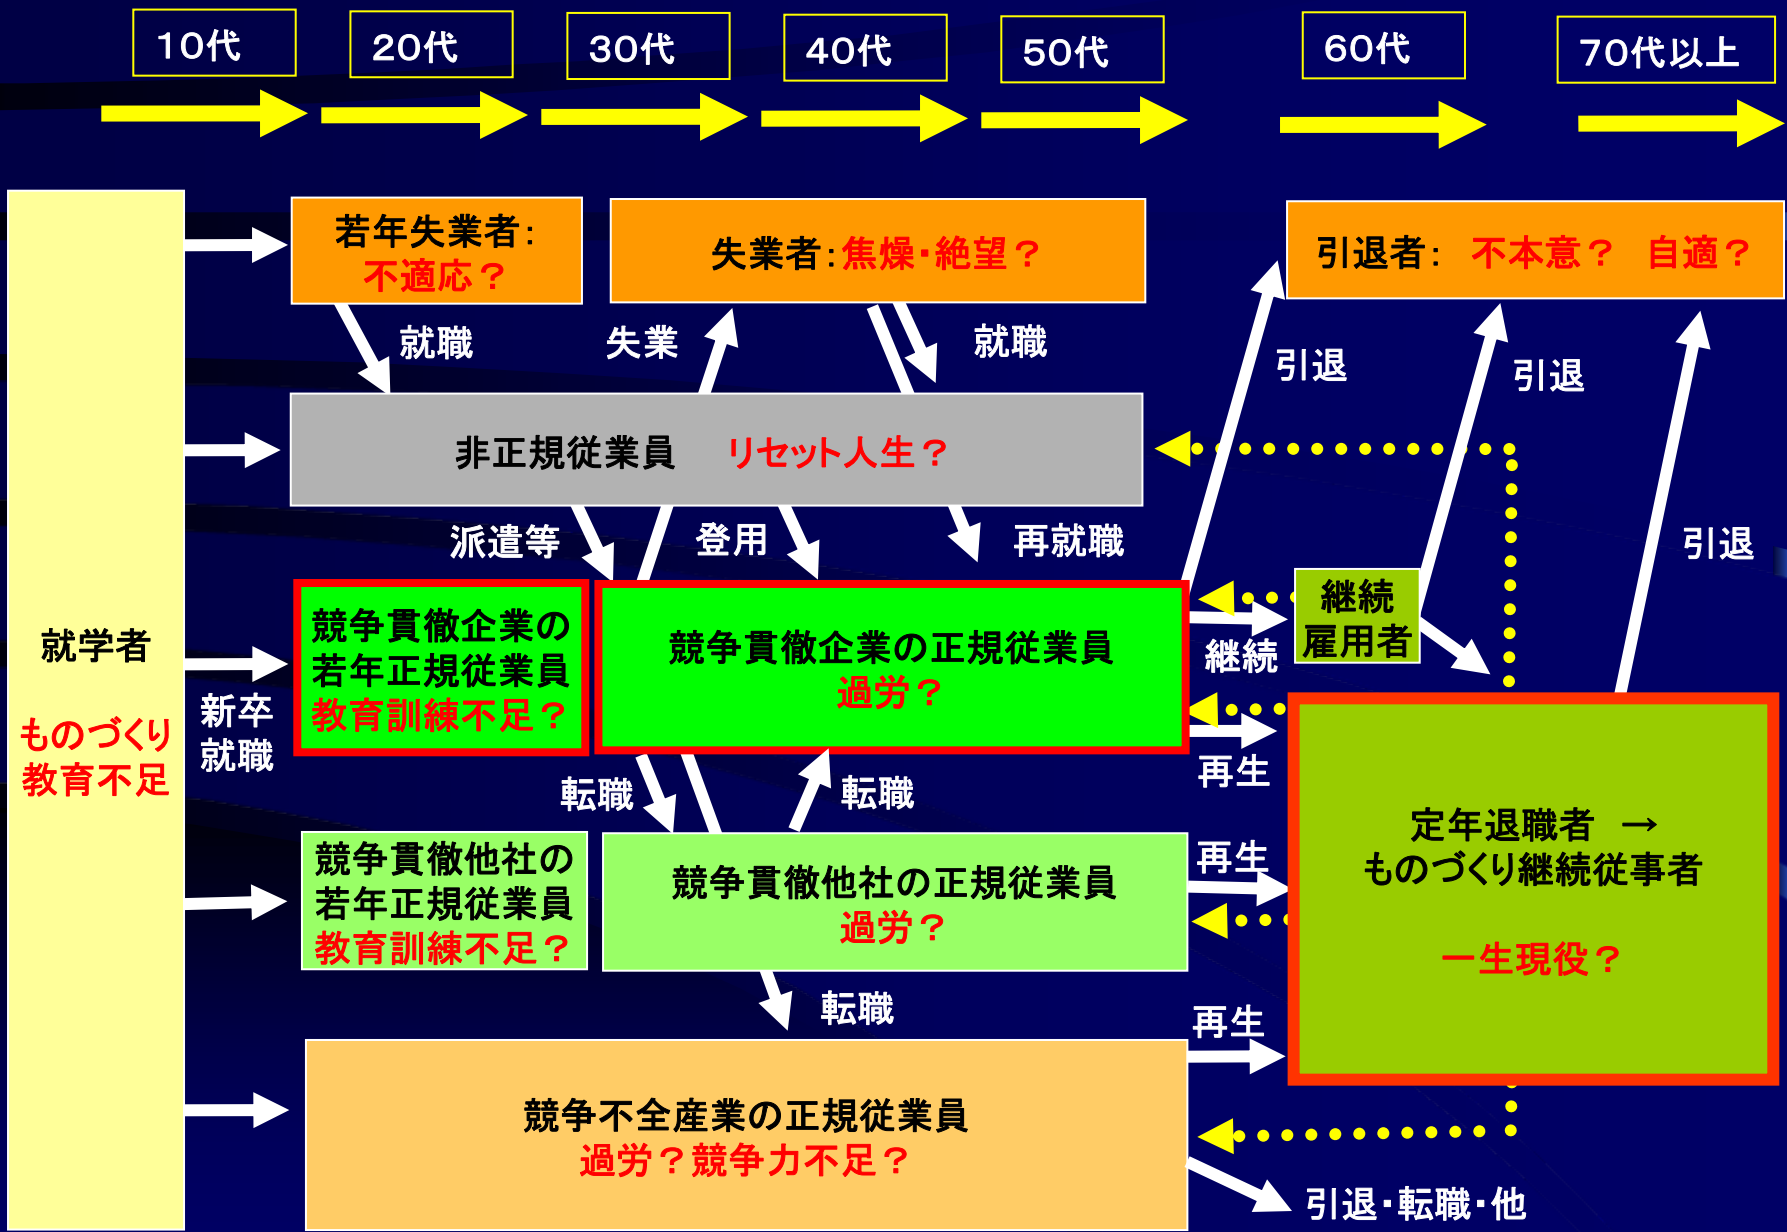 10代
20代
30代
40代
50代
60代
70代以上
若年失業者：
不適応？
失業者：焦燥・絶望？
引退者： 不本意？ 自適？
就職
失業
就職
引退
引退
非正規従業員 リセット人生？
派遣等
登用
再就職
引退
就学者
ものづくり
教育不足
新卒
就職
競争貫徹企業の
若年正規従業員
教育訓練不足？
競争貫徹企業の正規従業員
過労？
継続
継続
雇用者
再生
転職
転職
競争貫徹他社の
若年正規従業員
教育訓練不足？
競争貫徹他社の正規従業員
過労？
再生
定年退職者 →
ものづくり継続従事者
一生現役？
転職
再生
競争不全産業の正規従業員
過労？競争力不足？
引退・転職・他